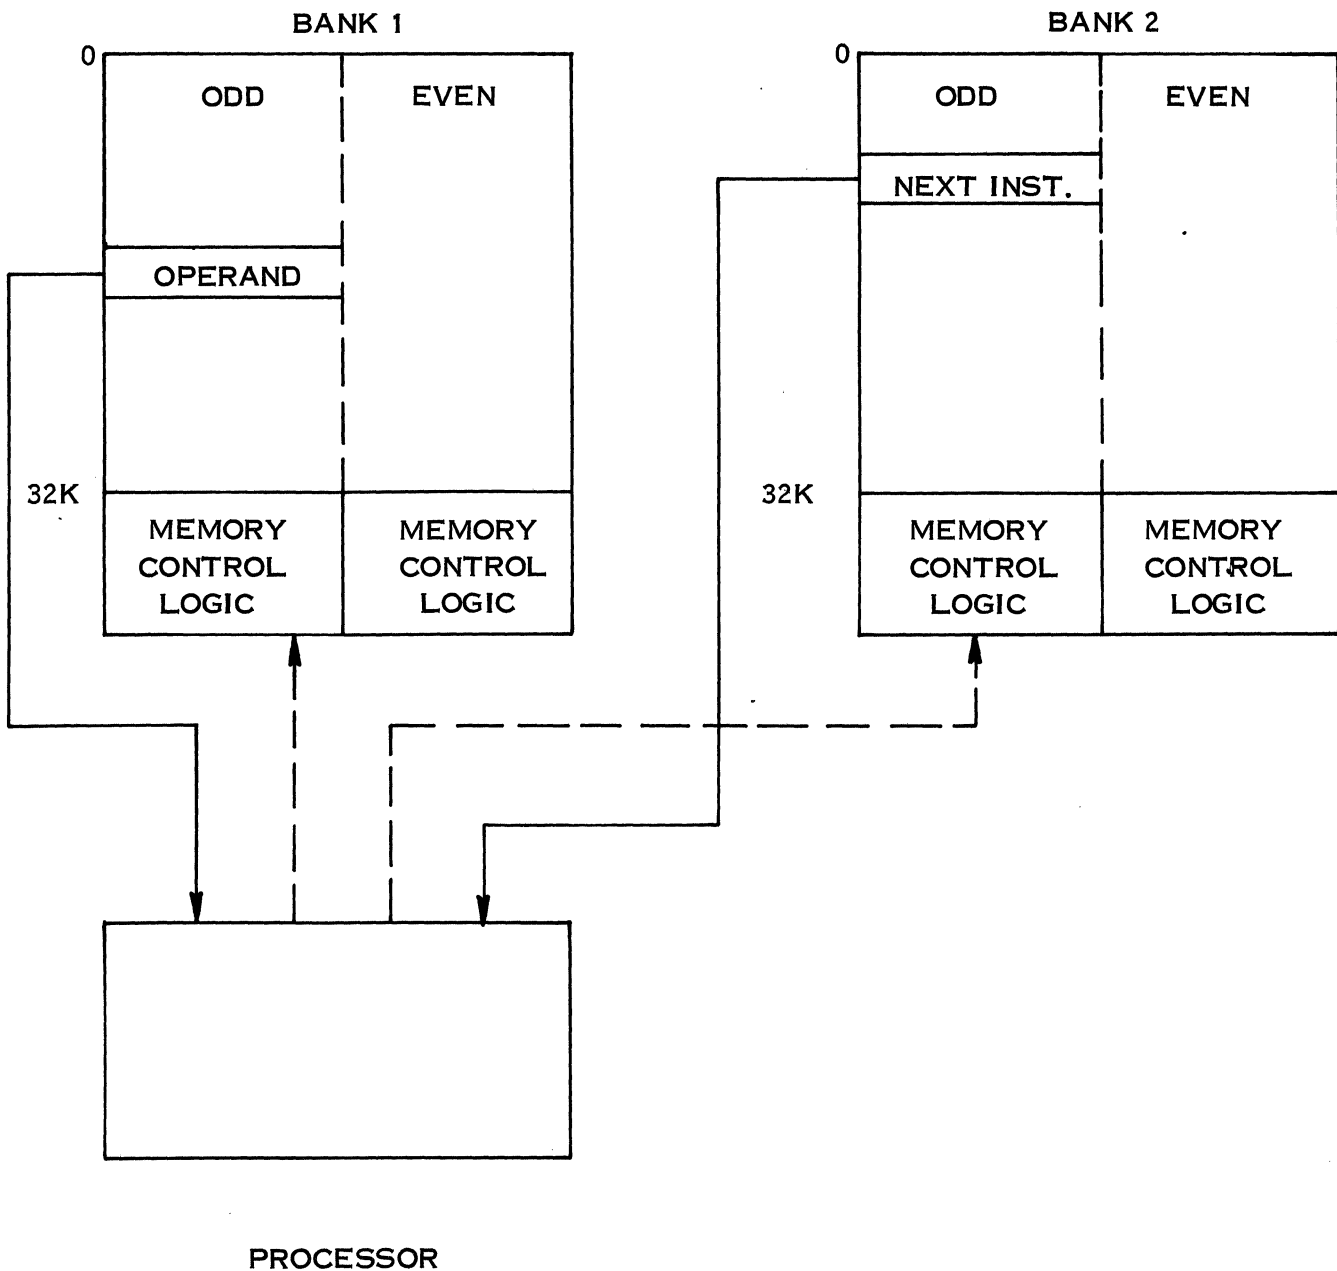 BANK 1
0
ODD
EVEN
OPERAND
32K
MEMORY
CONTROL
LOGIC
MEMORY
CONTROL
LOGIC
BANK 2
0
ODD
EVEN
NEXT INST.
32K
MEMORY
CONTROL
LOGIC
MEMORY
CONTROL
LOGIC
PROCESSOR